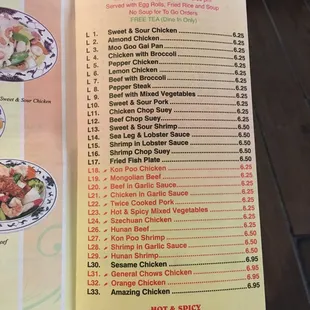 Served with Egg Rolls, Fried Rice and Soup
No Soup for To Go Orders
FREE TEA (Dine In Only)
L 1. Sweet & Sour Chicken 6.25
L 2. Almond Chicken 6.25
L 3. Moo Goo Gai Pan 6.25
L 4. Chicken with Broccoli 6.25
L 5. Pepper Chicken 6.25
L 6. Lemon Chicken 6.25
L 7. Beef with Broccoli 6.25
L 8. Pepper Steak 6.25
L 9. Beef with Mixed Vegetables 6.25
L10. Sweet & Sour Pork 6.25
L11. Chicken Chop Suey 6.25
L12. Beef Chop Suey 6.25
L13. Sweet & Sour Shrimp 6.50
L14. Sea Leg & Lobster Sauce 6.50
L15. Shrimp in Lobster Sauce 6.50
L16. Shrimp Chop Suey 6.50
L17. Fried Fish Plate 6.50
L18. Kon Poo Chicken 6.25
L19. Mongolian Beef 6.25
L20. Beef in Garlic Sauce 6.25
L21. Chicken in Garlic Sauce 6.25
L22. Twice Cooked Pork 6.25
L23. Hot & Spicy Mixed Vegetables 6.25
L24. Szechuan Chicken 6.25
L26. Hunan Beef 6.25
L27. Kon Poo Shrimp 6.50
L28. Shrimp in Garlic Sauce 6.50
L29. Hunan Shrimp 6.50
L30. Sesame Chicken 6.95
L31. General Chows Chicken 6.95
L32. Orange Chicken 6.95
L33. Amazing Chicken 6.95
HOT & SPICY
Sweet & Sour Chicken
Beef